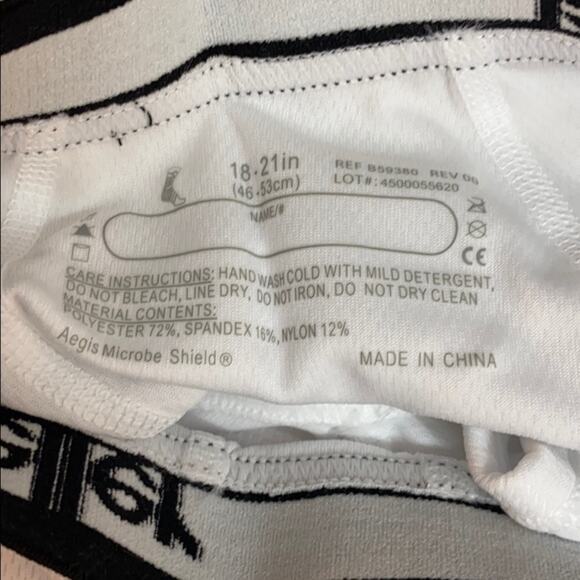 18-21in
(46-53cm)
REF B59380 REV 00
LOT#:4500055620
NAME/#
CE
CARE INSTRUCTIONS: HAND WASH COLD WITH MILD DETERGENT,
DO NOT BLEACH, LINE DRY, DO NOT IRON, DO NOT DRY CLEAN
MATERIAL CONTENTS:
POLYESTER 72%, SPANDEX 16%, NYLON 12%
Aegis Microbe Shield®
MADE IN CHINA